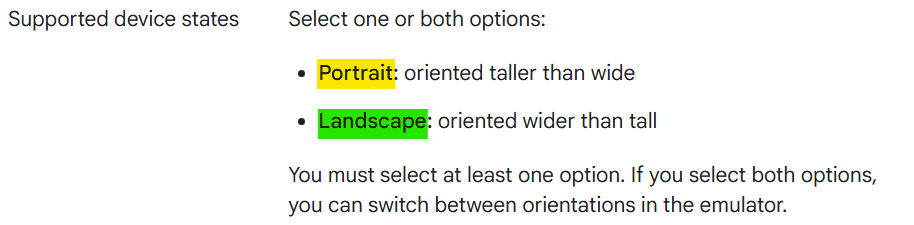 Supported device states
Select one or both options:
• Portrait: oriented taller than wide
• Landscape: oriented wider than tall
You must select at least one option. If you select both options,
you can switch between orientations in the emulator.